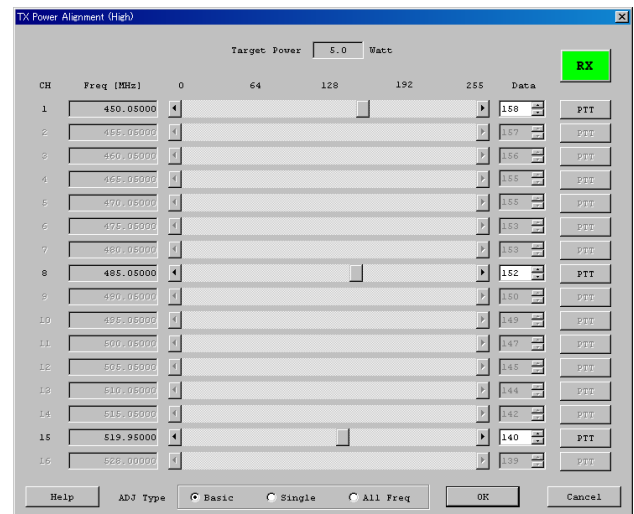 TX Power Alignment (High)
Target Power 5.0 Watt
RX
CH Freq [MHz] 0 64 128 192 255 Data
1 450.05000 158 PTT
2 455.05000 157 PTT
3 460.05000 156 PTT
4 465.05000 155 PTT
5 470.05000 155 PTT
6 475.05000 153 PTT
7 480.05000 153 PTT
8 485.05000 152 PTT
9 490.05000 150 PTT
10 495.05000 149 PTT
11 500.05000 147 PTT
12 505.05000 145 PTT
13 510.05000 144 PTT
14 515.05000 142 PTT
15 519.95000 140 PTT
16 528.00000 139 PTT
Help ADJ Type Basic Single All Freq OK Cancel